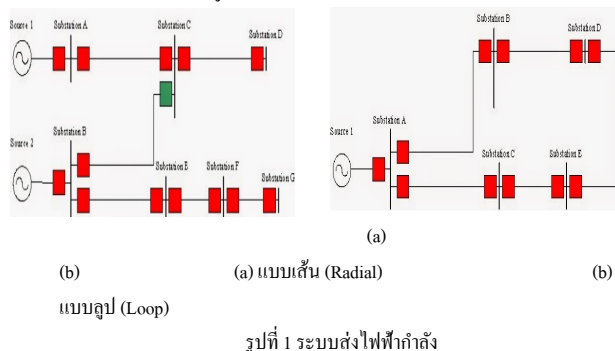 Substation A
Substation C
Substation D
Source 1
Source 2
Substation B
Substation E
Substation F
Substation G
Substation B
Substation D
Source 1
Substation A
Substation C
Substation E
(a)
(b) (a) แบบเส้น (Radial) (b)
แบบลูป (Loop)
รูปที่ 1 ระบบส่งไฟฟ้ากำลัง